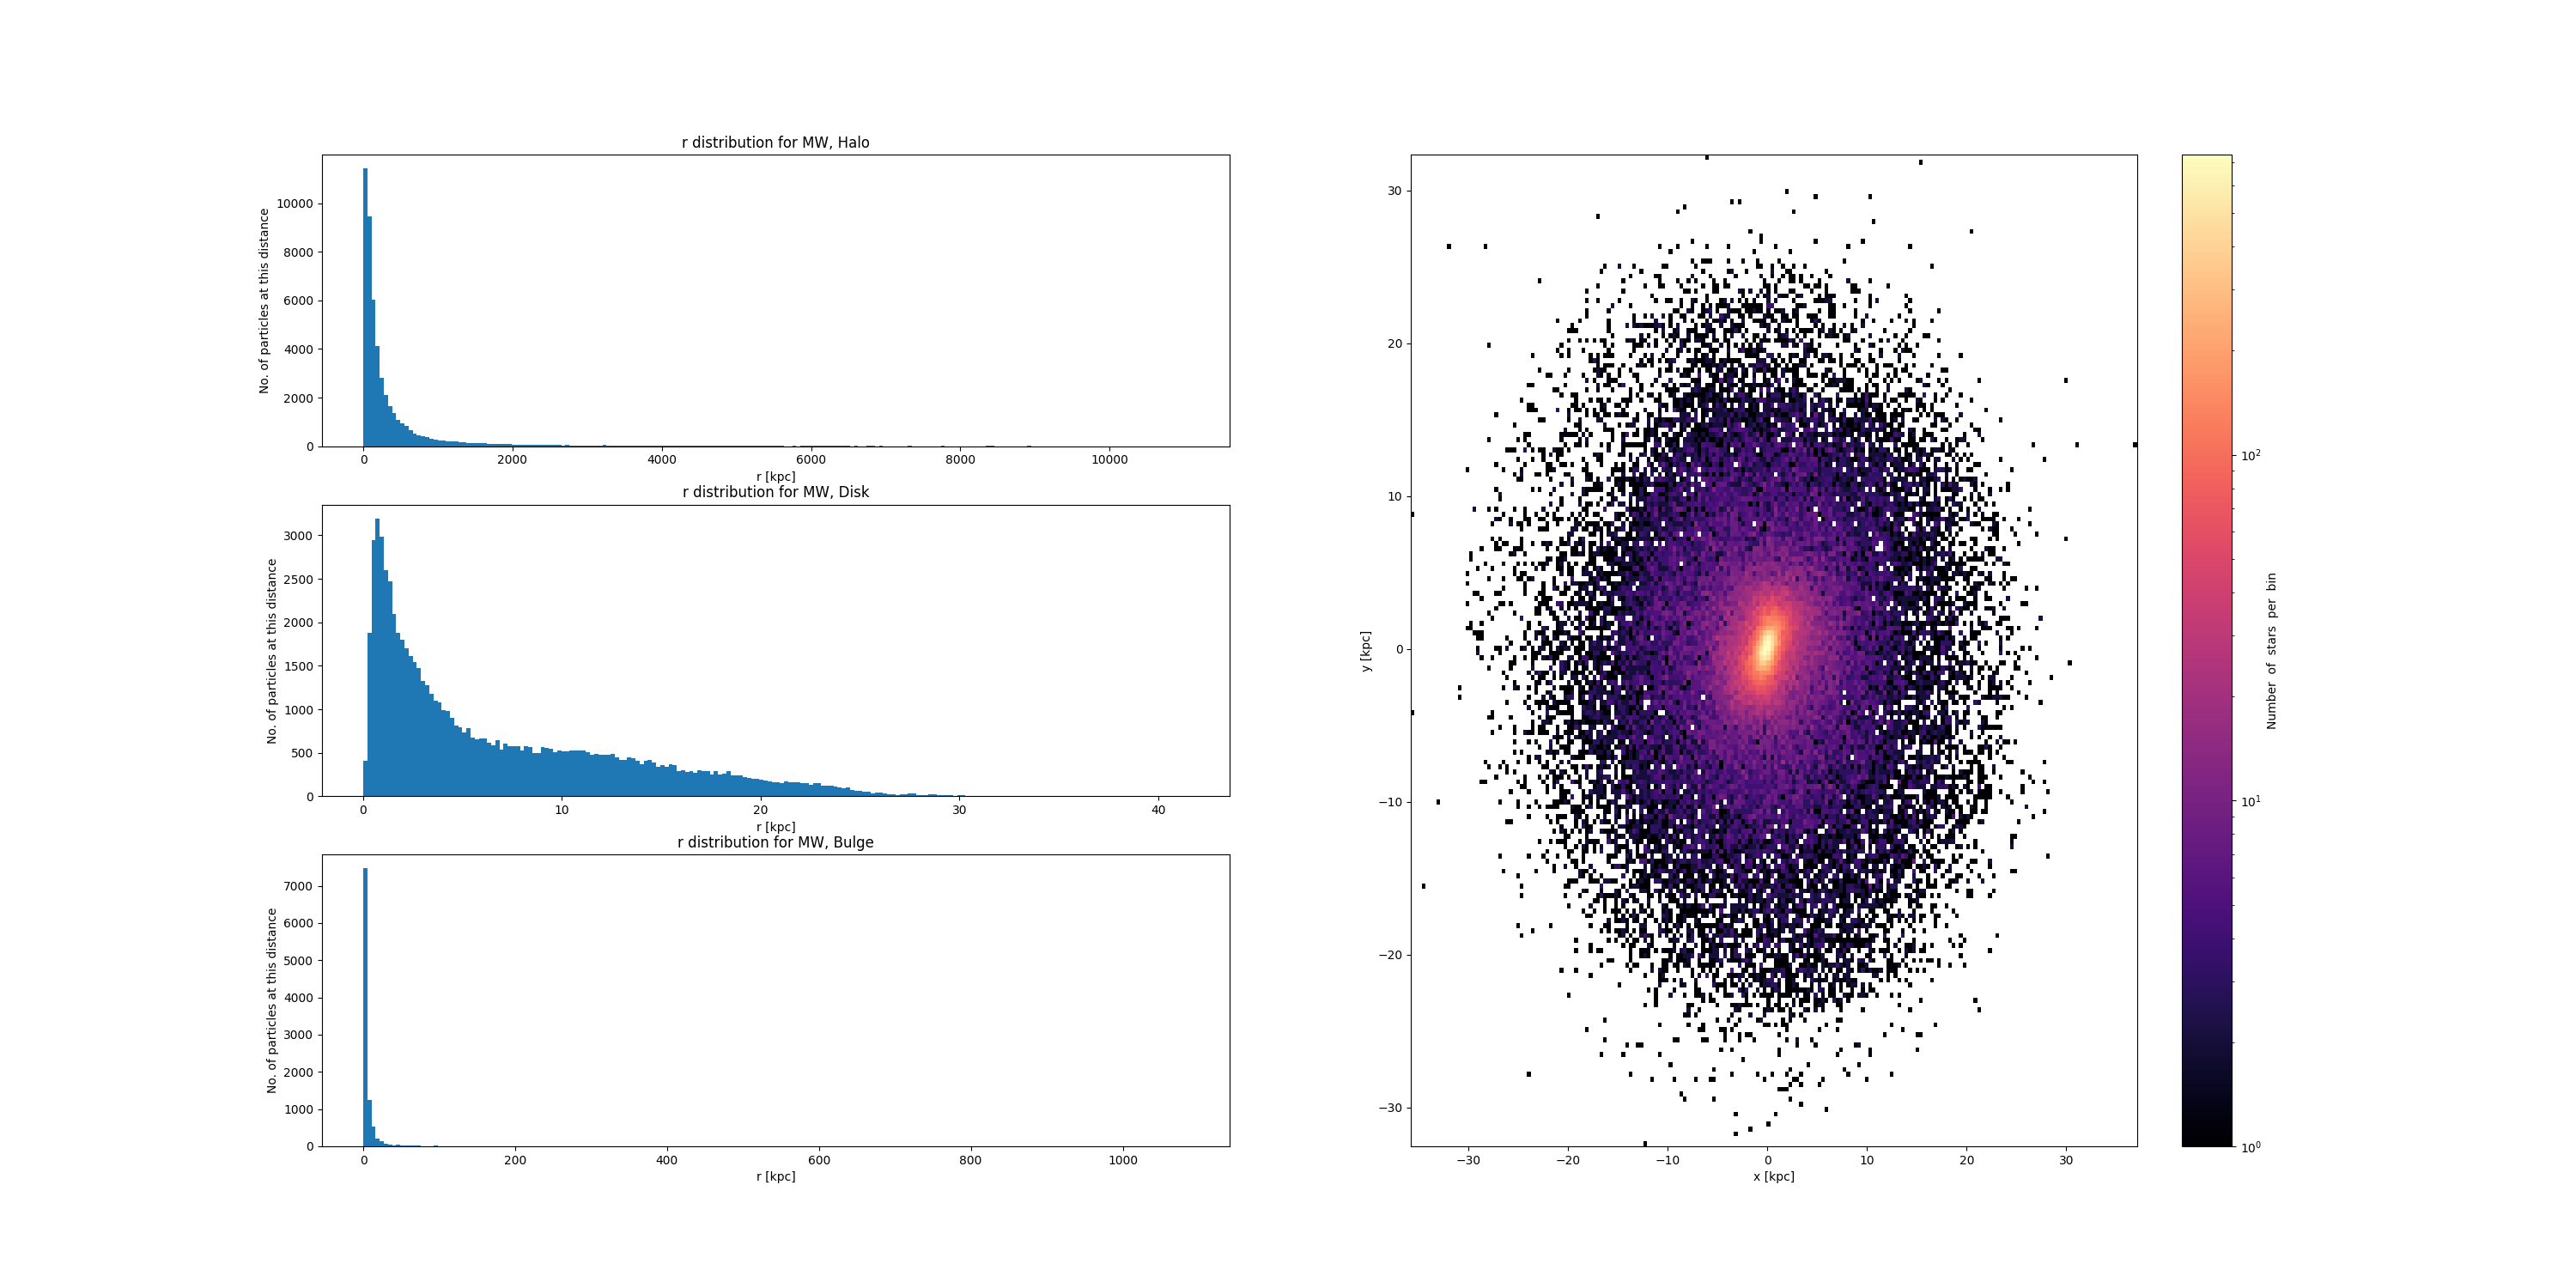 r distribution for MW, Halo
No. of particles at this distance
10000
8000
6000
4000
2000
0
0 2000 4000 6000 8000 10000
r [kpc]
r distribution for MW, Disk
No. of particles at this distance
3000
2500
2000
1500
1000
500
0
0 10 20 30 40
r [kpc]
r distribution for MW, Bulge
No. of particles at this distance
7000
6000
5000
4000
3000
2000
1000
0
0 200 400 600 800 1000
r [kpc]
y [kpc]
30
20
10
0
−10
−20
−30
−30 −20 −10 0 10 20 30
x [kpc]
10²
10¹
10⁰
Number of stars per bin